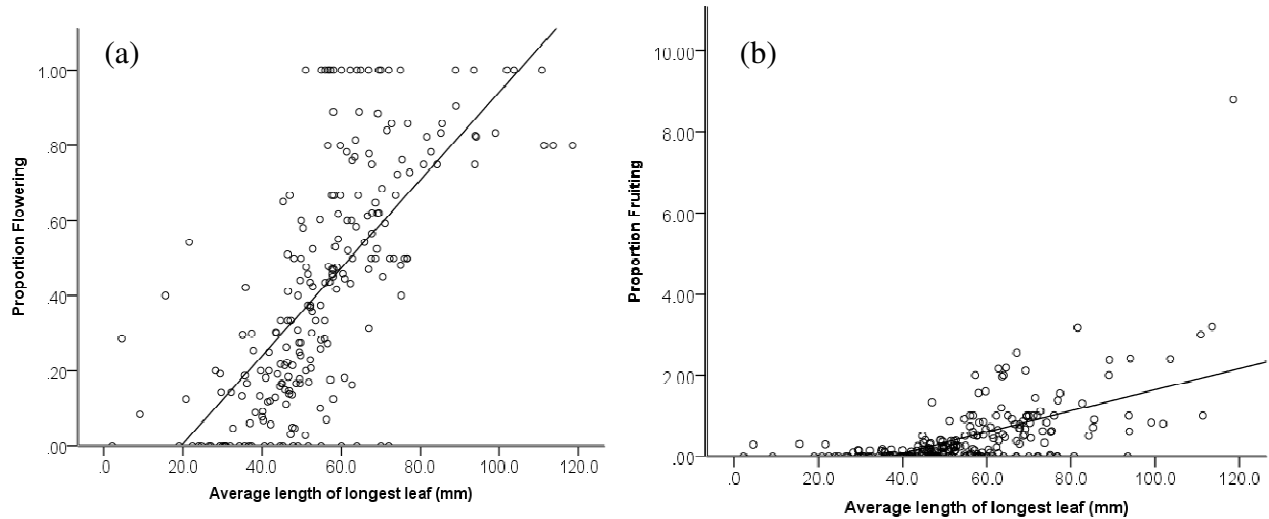 (a)
Proportion Flowering
1.00
.80
.60
.40
.20
.00
.0 20.0 40.0 60.0 80.0 100.0 120.0
Average length of longest leaf (mm)
(b)
Proportion Fruiting
10.00
8.00
6.00
4.00
2.00
.00
.0 20.0 40.0 60.0 80.0 100.0 120.0
Average length of longest leaf (mm)